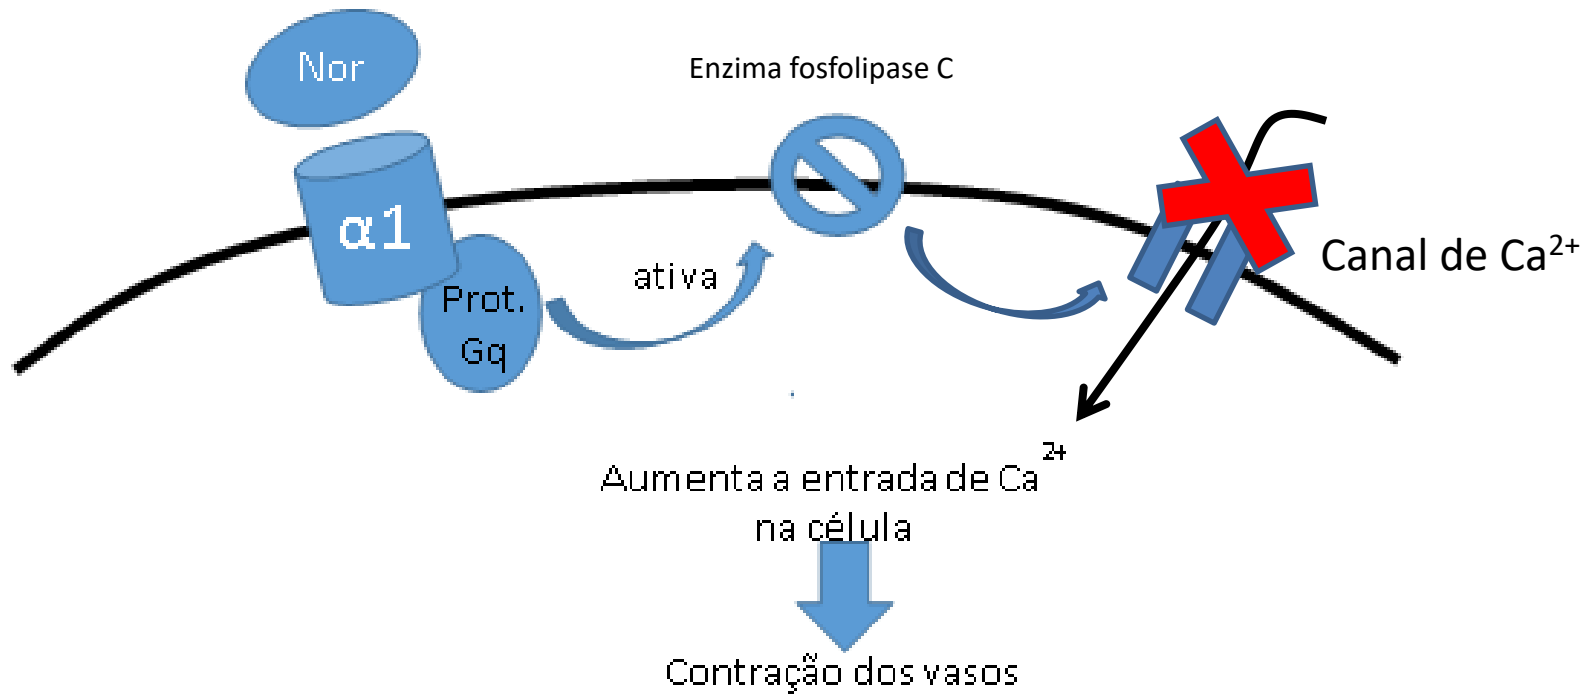 Nor
Enzima fosfolipase C
α1
Prot.
Gq
ativa
Canal de Ca²⁺
Aumenta a entrada de Ca²⁺
na célula
Contração dos vasos